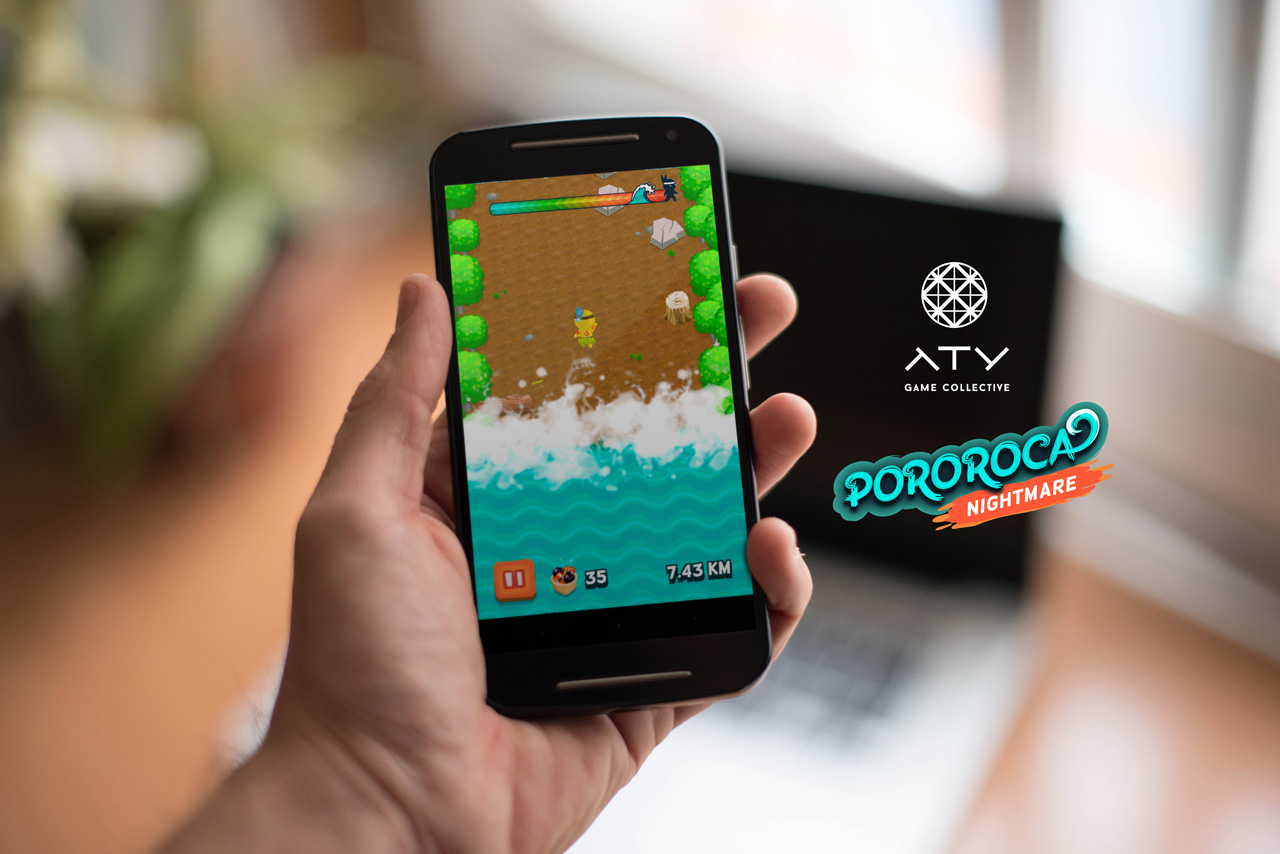 35
7.43 KM
ATY
GAME COLLECTIVE
POROROCA
NIGHTMARE